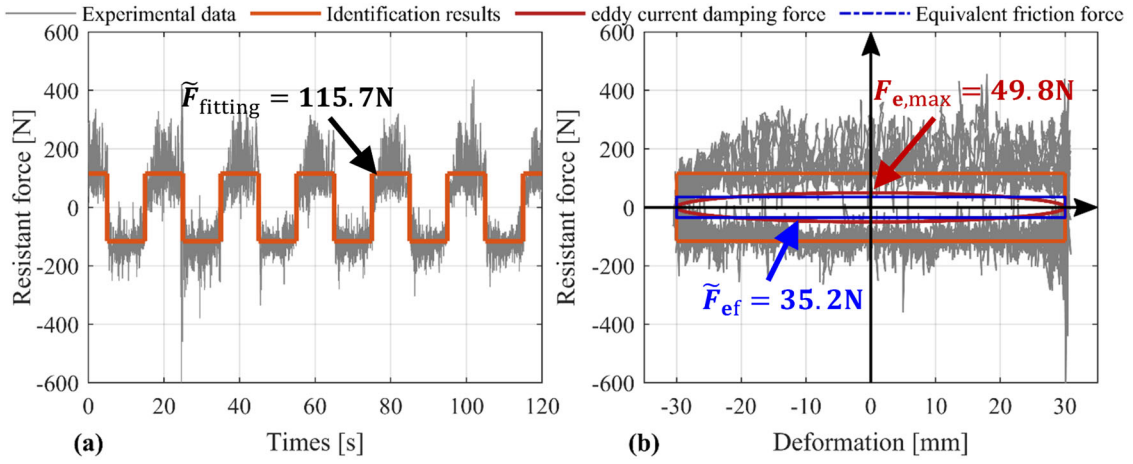 Experimental data Identification results eddy current damping force Equivalent friction force
600
400
200
0
-200
-400
-600
Resistant force [N]
F̃fitting = 115.7N
0 20 40 60 80 100 120
(a) Times [s]
600
400
200
0
-200
-400
-600
Resistant force [N]
Fe,max = 49.8N
F̃ef = 35.2N
-30 -20 -10 0 10 20 30
(b) Deformation [mm]